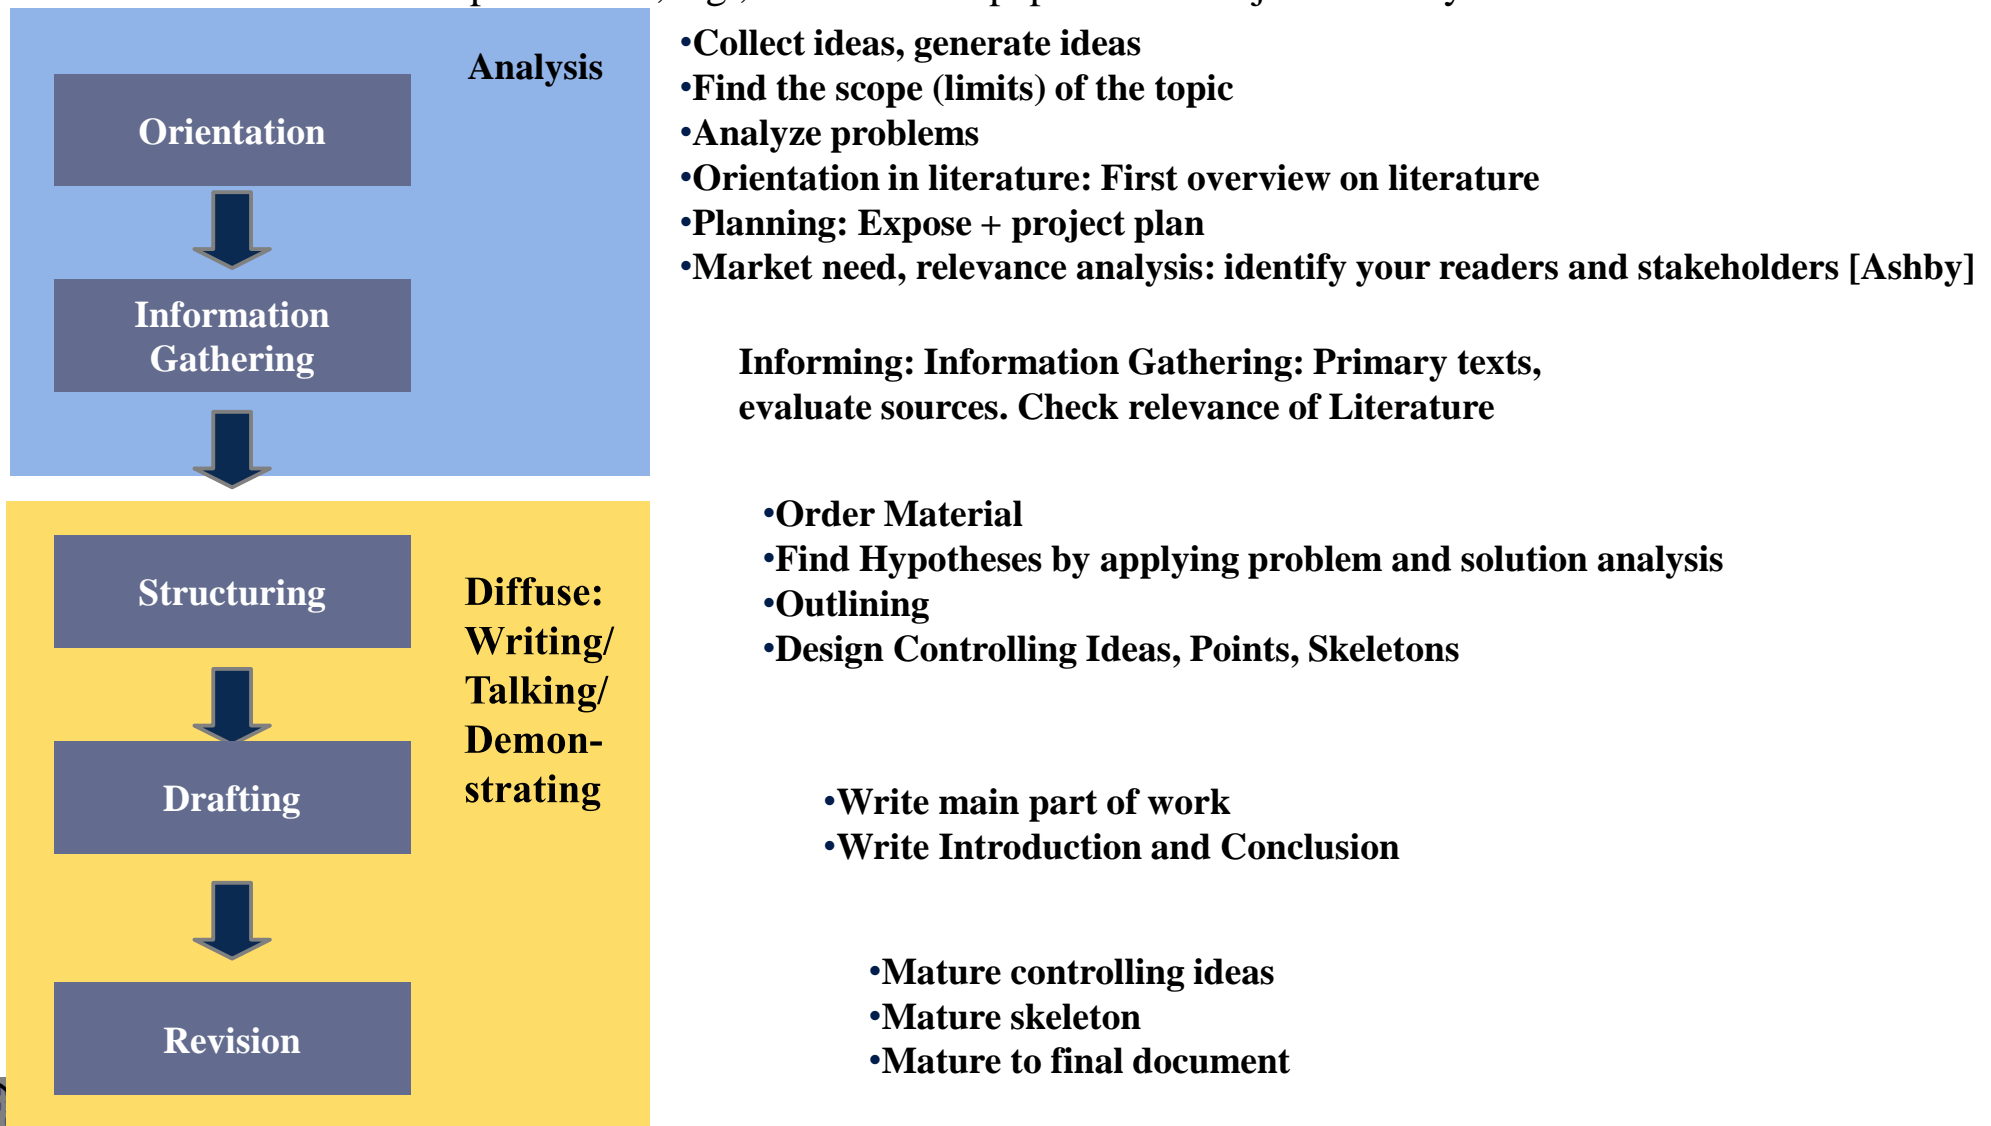 Analysis
Orientation
Information
Gathering
•Collect ideas, generate ideas
•Find the scope (limits) of the topic
•Analyze problems
•Orientation in literature: First overview on literature
•Planning: Expose + project plan
•Market need, relevance analysis: identify your readers and stakeholders [Ashby]
Informing: Information Gathering: Primary texts,
evaluate sources. Check relevance of Literature
Structuring
Diffuse:
Writing/
Talking/
Demon-
strating
•Order Material
•Find Hypotheses by applying problem and solution analysis
•Outlining
•Design Controlling Ideas, Points, Skeletons
Drafting
•Write main part of work
•Write Introduction and Conclusion
Revision
•Mature controlling ideas
•Mature skeleton
•Mature to final document